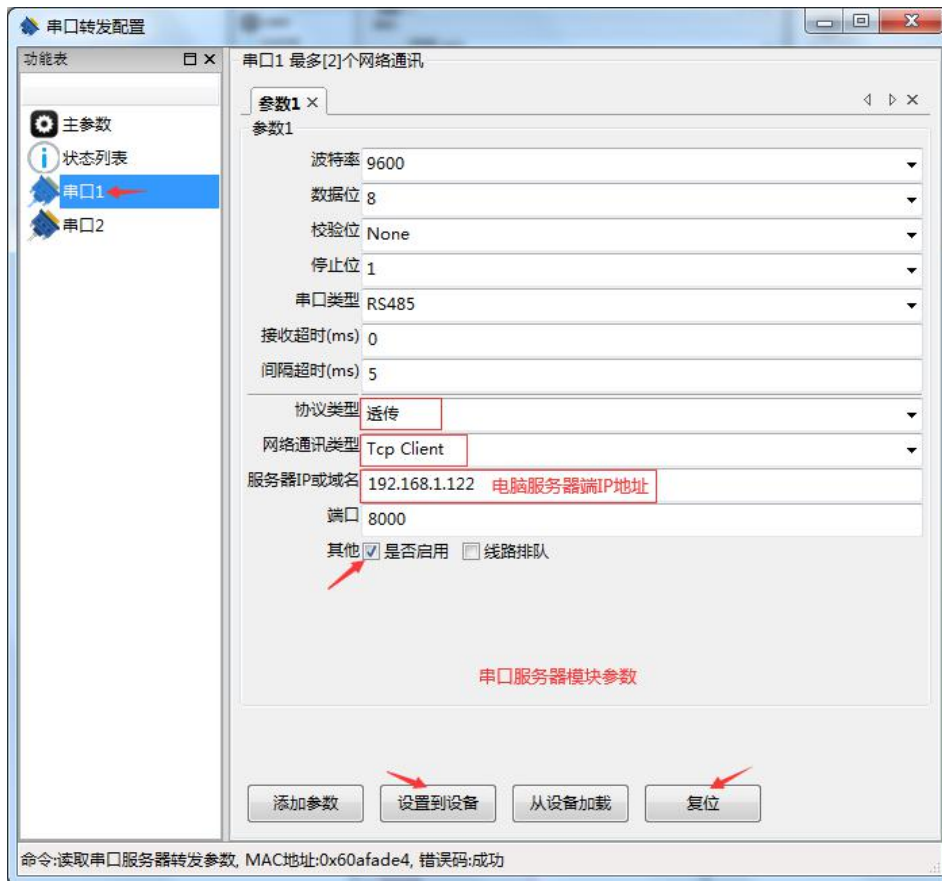 串口转发配置
功能表
主参数
状态列表
串口1
串口2
串口1 最多[2]个网络通讯
参数1
参数1
波特率 9600
数据位 8
校验位 None
停止位 1
串口类型 RS485
接收超时(ms) 0
间隔超时(ms) 5
协议类型 透传
网络通讯类型 Tcp Client
服务器IP或域名 192.168.1.122 电脑服务器端IP地址
端口 8000
其他 是否启用 线路排队
串口服务器模块参数
添加参数 设置到设备 从设备加载 复位
命令:读取串口服务器转发参数, MAC地址:0x60afade4, 错误码:成功